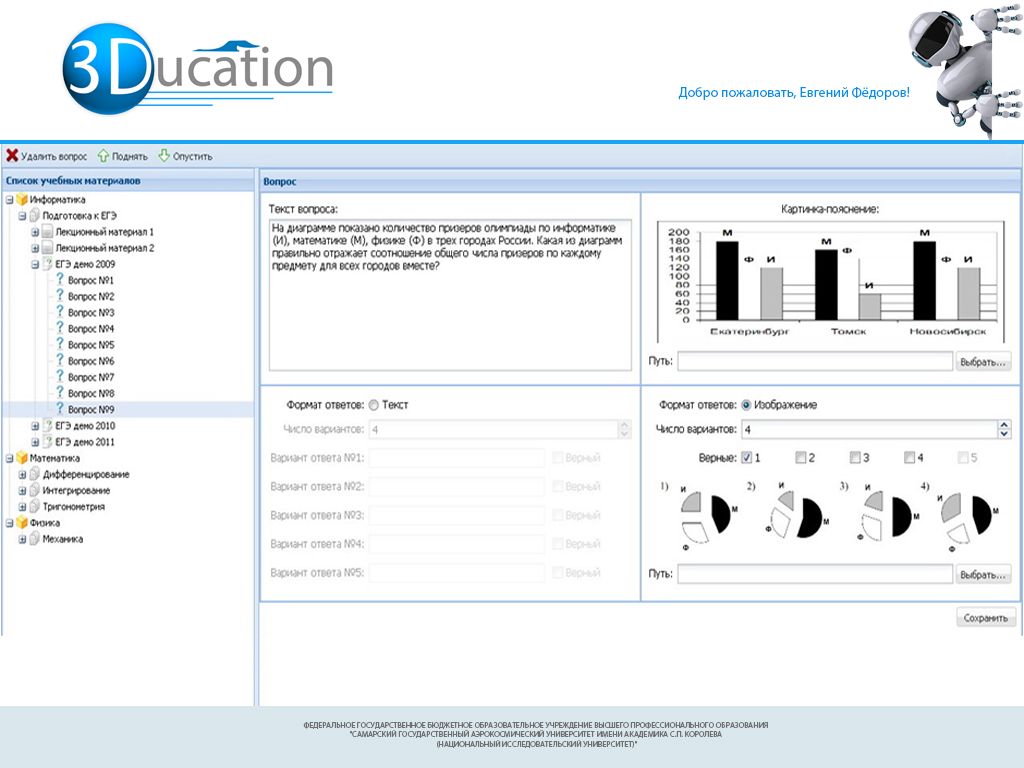 3Ducation
Добро пожаловать, Евгений Фёдоров!
Удалить вопрос Поднять Опустить
Список учебных материалов
Информатика
Подготовка к ЕГЭ
Лекционный материал 1
Лекционный материал 2
ЕГЭ демо 2009
Вопрос №1
Вопрос №2
Вопрос №3
Вопрос №4
Вопрос №5
Вопрос №6
Вопрос №7
Вопрос №8
Вопрос №9
ЕГЭ демо 2010
ЕГЭ демо 2011
Математика
Дифференцирование
Интегрирование
Тригонометрия
Физика
Механика
Вопрос
Текст вопроса:
На диаграмме показано количество призеров олимпиады по информатике
(И), математике (М), физике (Ф) в трех городах России. Какая из диаграмм
правильно отражает соотношение общего числа призеров по каждому
предмету для всех городов вместе?
Картинка-пояснение:
200
180
160
140
120
100
80
60
40
20
0
М Ф И М Ф И М Ф И
Екатеринбург Томск Новосибирск
Путь: Выбрать...
Формат ответов: Текст
Число вариантов: 4
Вариант ответа №1: Верный
Вариант ответа №2: Верный
Вариант ответа №3: Верный
Вариант ответа №4: Верный
Вариант ответа №5: Верный
Формат ответов: Изображение
Число вариантов: 4
Верные: 1 2 3 4 5
1) И М Ф 2) И М Ф 3) И М Ф 4) И М Ф
Путь: Выбрать...
Сохранить
ФЕДЕРАЛЬНОЕ ГОСУДАРСТВЕННОЕ БЮДЖЕТНОЕ ОБРАЗОВАТЕЛЬНОЕ УЧРЕЖДЕНИЕ ВЫСШЕГО ПРОФЕССИОНАЛЬНОГО ОБРАЗОВАНИЯ
"САМАРСКИЙ ГОСУДАРСТВЕННЫЙ АЭРОКОСМИЧЕСКИЙ УНИВЕРСИТЕТ ИМЕНИ АКАДЕМИКА С.П. КОРОЛЕВА
(НАЦИОНАЛЬНЫЙ ИССЛЕДОВАТЕЛЬСКИЙ УНИВЕРСИТЕТ)"